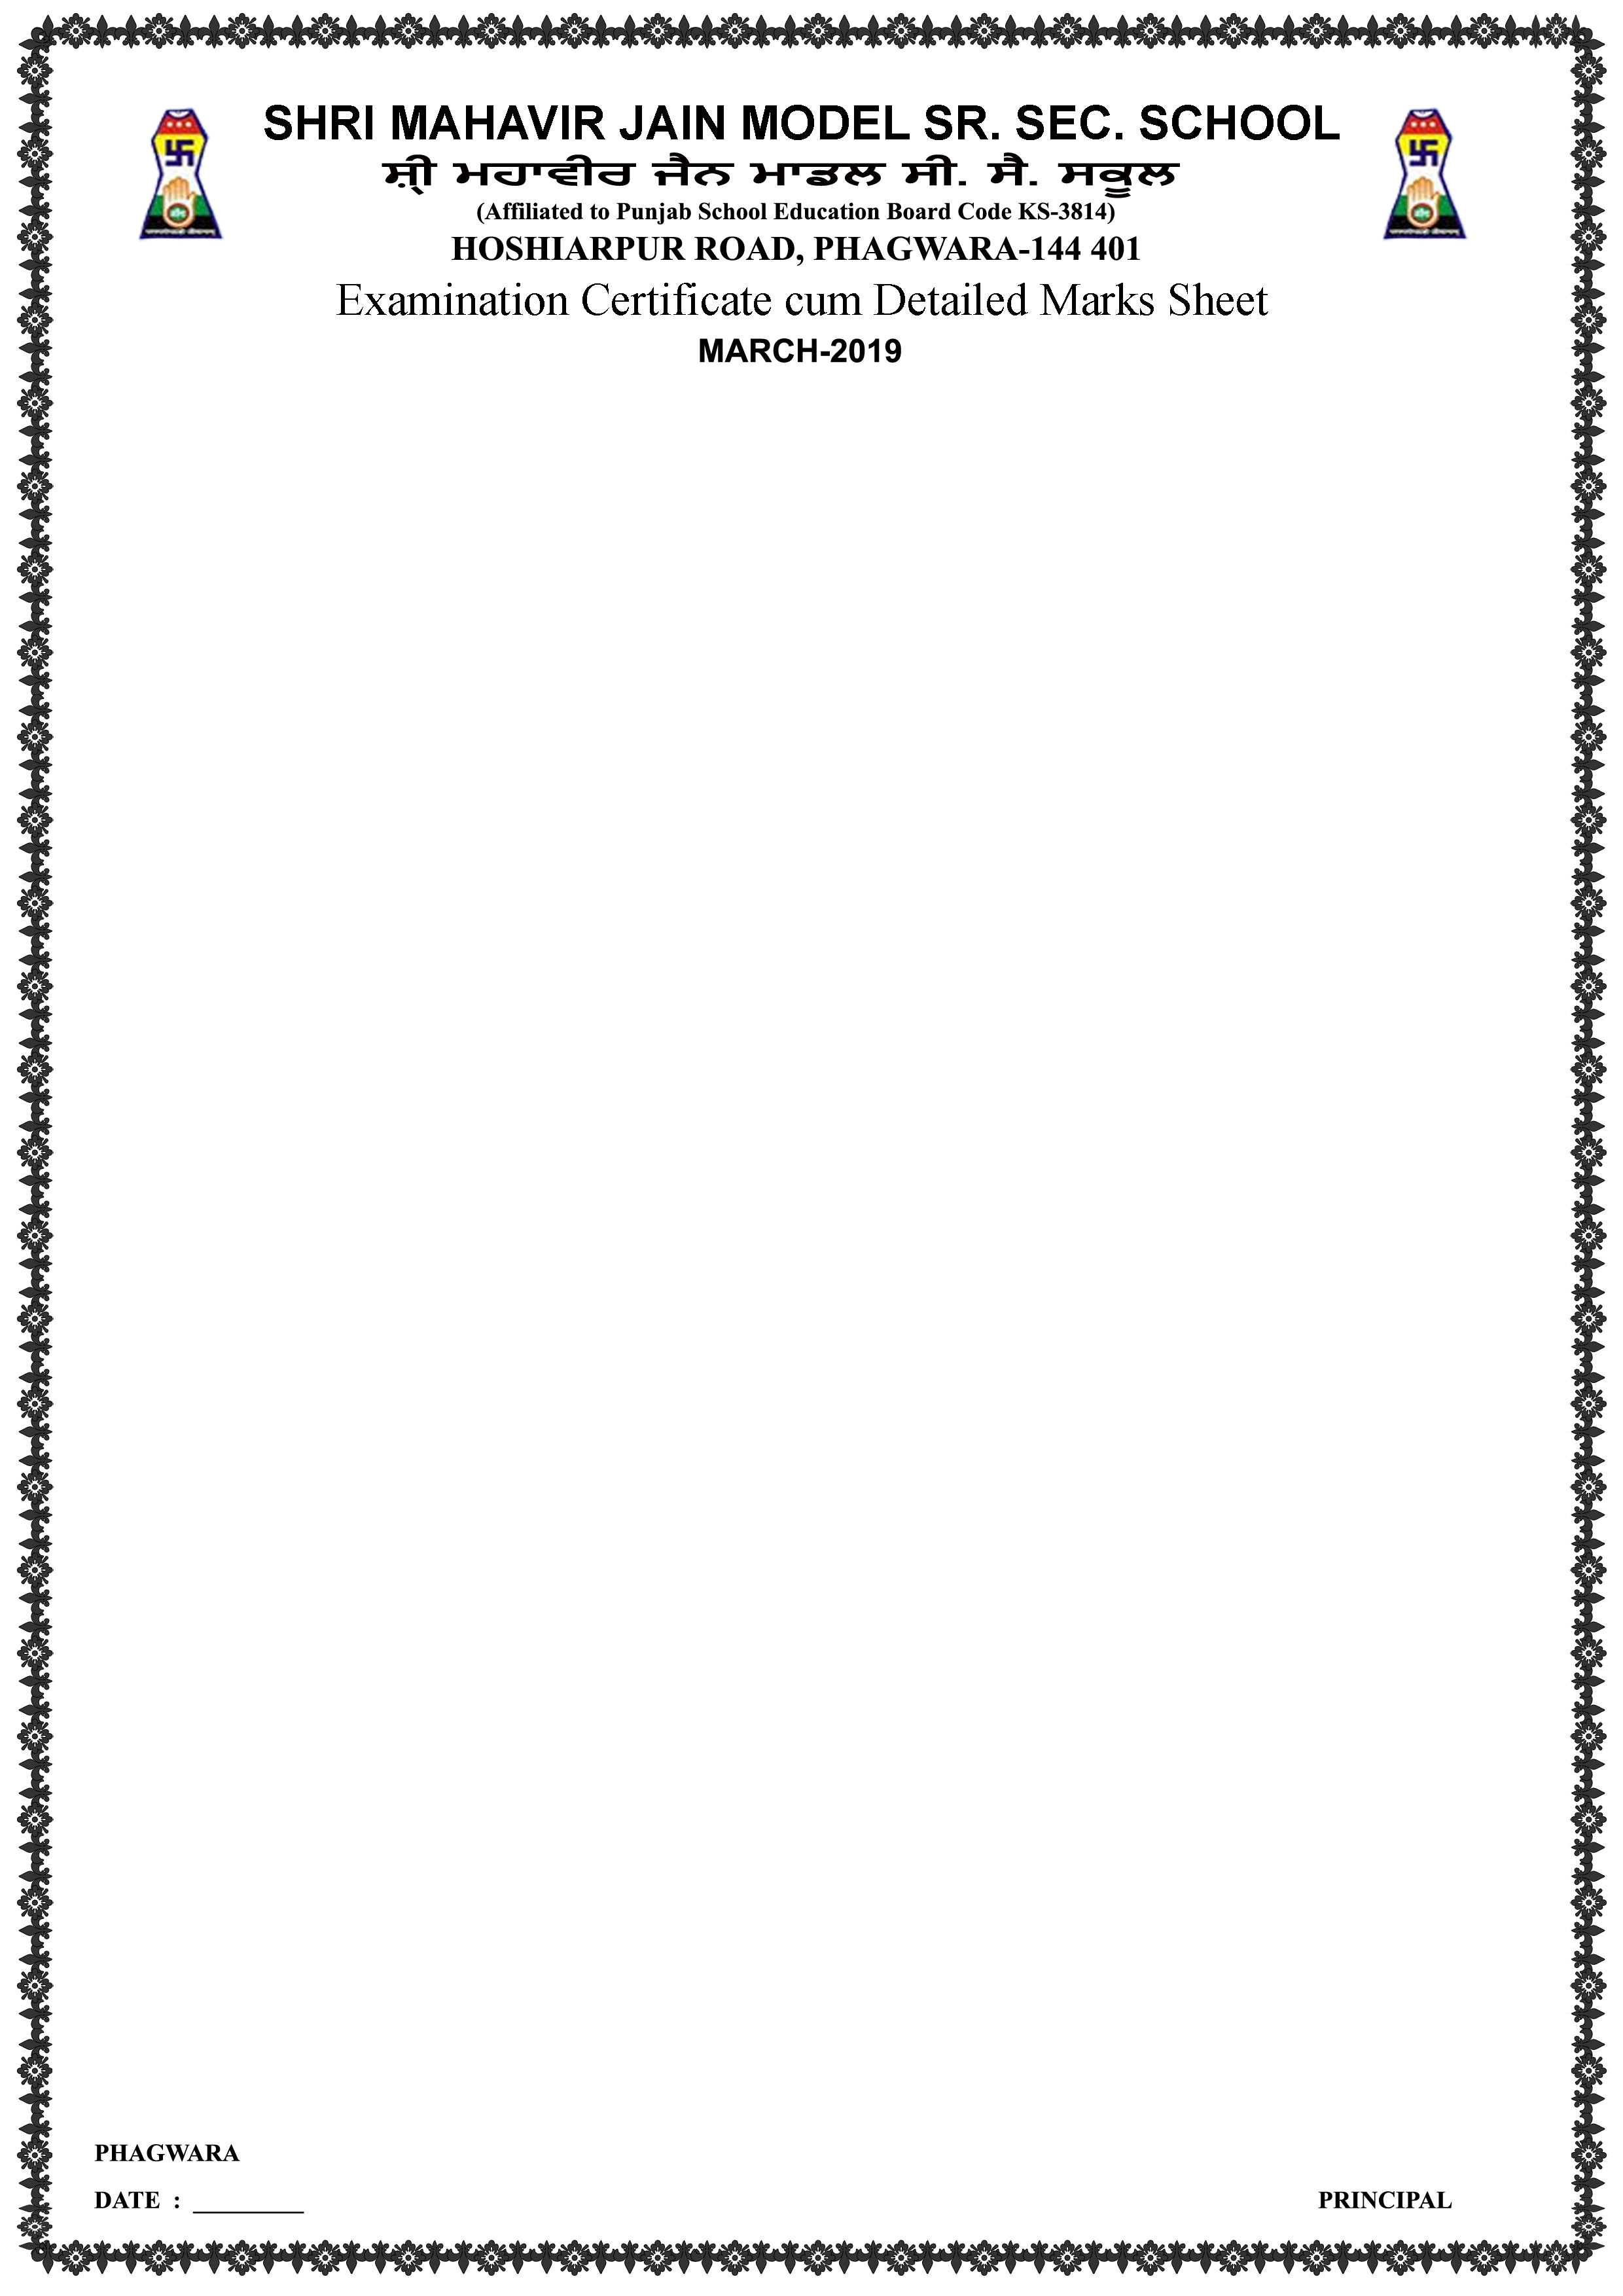 SHRI MAHAVIR JAIN MODEL SR. SEC. SCHOOL
ਸ਼੍ਰੀ ਮਹਾਵੀਰ ਜੈਨ ਮਾਡਲ ਸੀ. ਸੈ. ਸਕੂਲ
(Affiliated to Punjab School Education Board Code KS-3814)
HOSHIARPUR ROAD, PHAGWARA-144 401
Examination Certificate cum Detailed Marks Sheet
MARCH-2019
PHAGWARA
DATE : _________ PRINCIPAL